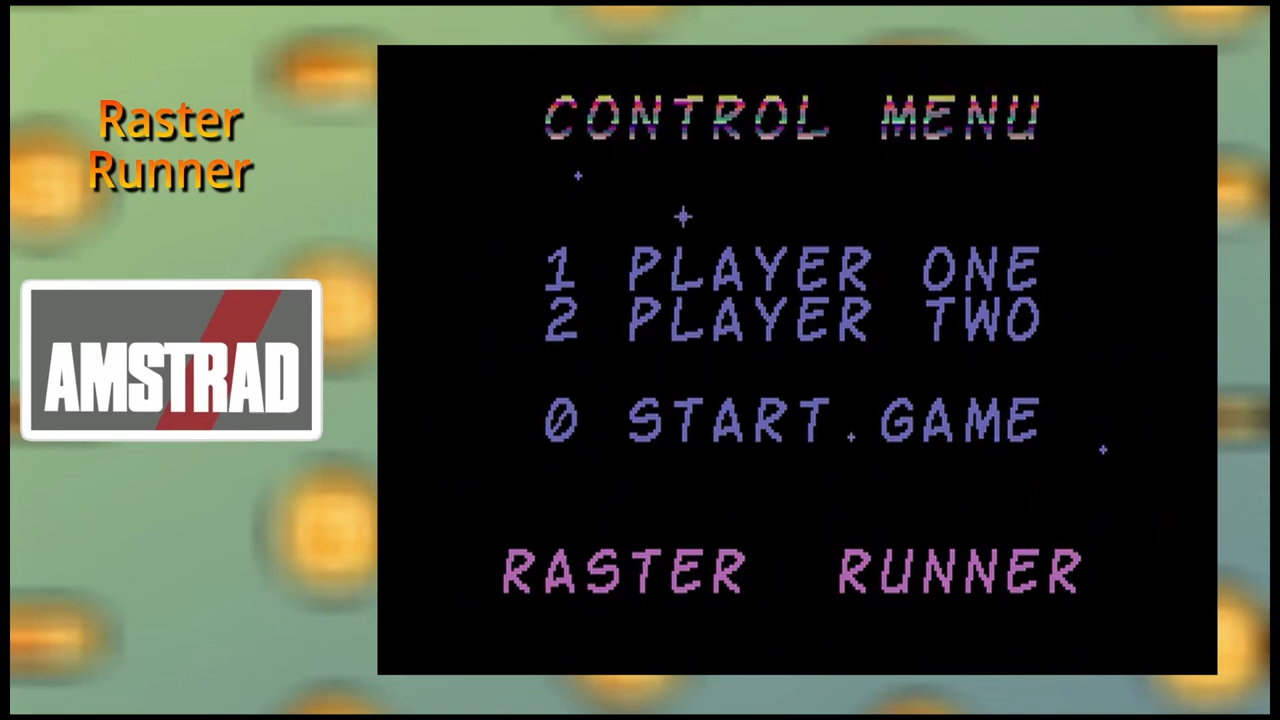 Raster
Runner
AMSTRAD
CONTROL MENU
1 PLAYER ONE
2 PLAYER TWO
0 START.GAME
RASTER RUNNER